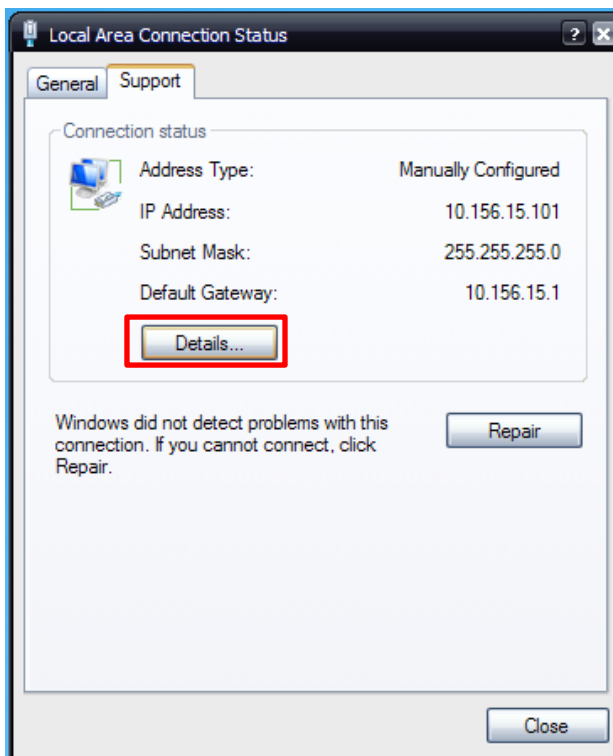 Local Area Connection Status
?
General Support
Connection status
Address Type: Manually Configured
IP Address: 10.156.15.101
Subnet Mask: 255.255.255.0
Default Gateway: 10.156.15.1
Details...
Windows did not detect problems with this
connection. If you cannot connect, click
Repair.
Repair
Close